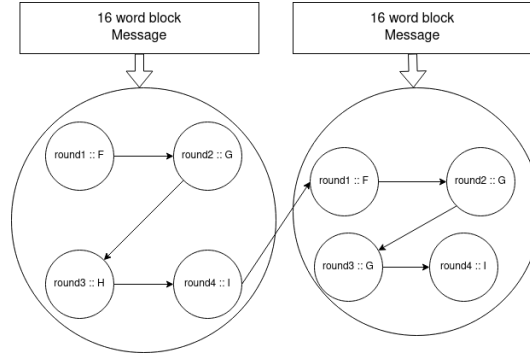 16 word block
Message
round1 :: F
round2 :: G
round3 :: H
round4 :: I
16 word block
Message
round1 :: F
round2 :: G
round3 :: G
round4 :: I